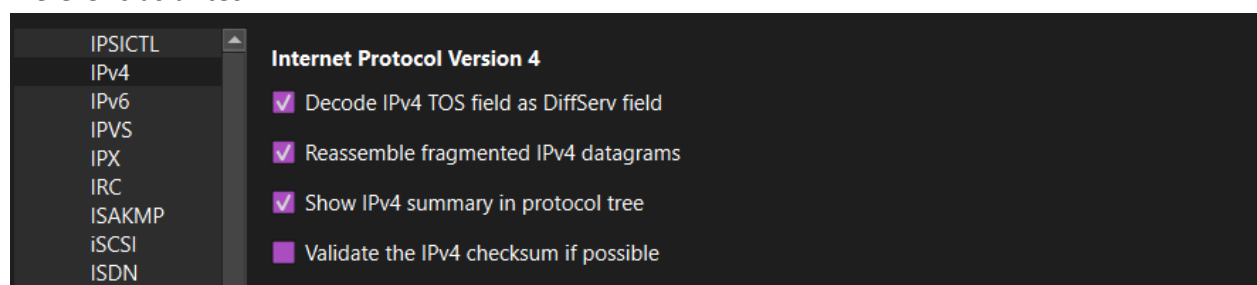 IPSICTL
IPv4
IPv6
IPVS
IPX
IRC
ISAKMP
iSCSI
ISDN
Internet Protocol Version 4
Decode IPv4 TOS field as DiffServ field
Reassemble fragmented IPv4 datagrams
Show IPv4 summary in protocol tree
Validate the IPv4 checksum if possible